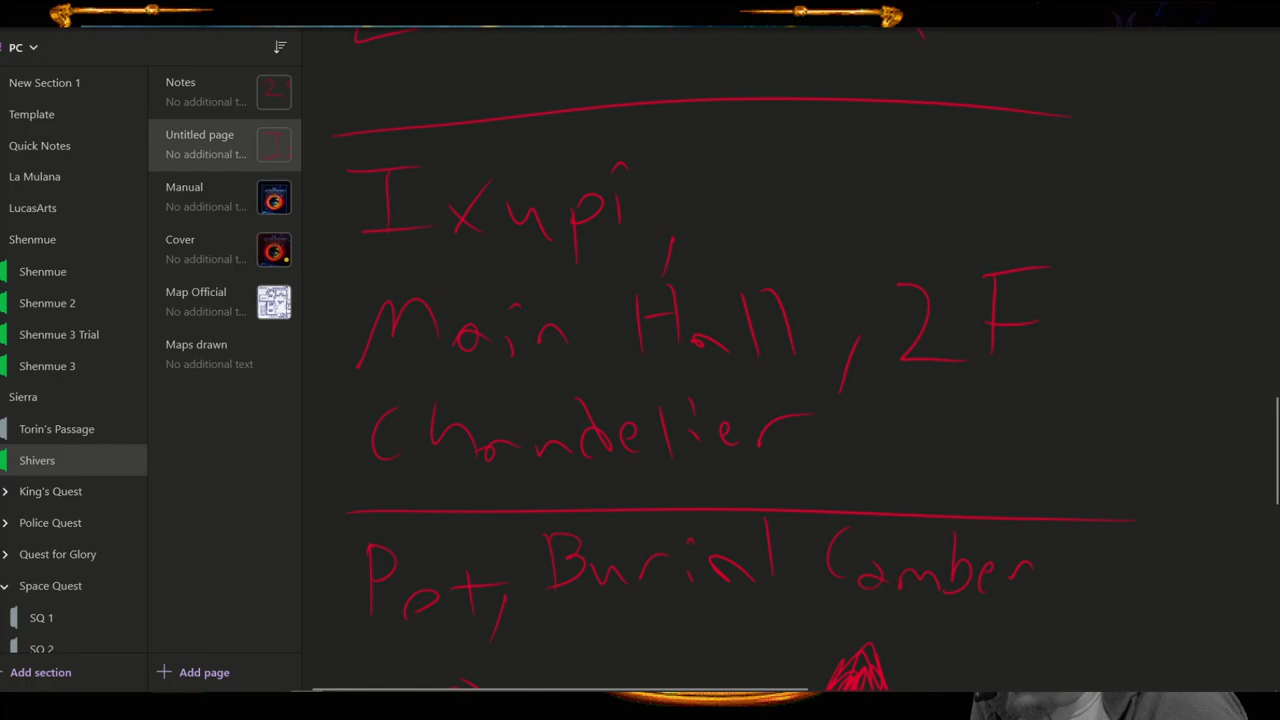 PC
New Section 1
Template
Quick Notes
La Mulana
LucasArts
Shenmue
Shenmue
Shenmue 2
Shenmue 3 Trial
Shenmue 3
Sierra
Torin's Passage
Shivers
King's Quest
Police Quest
Quest for Glory
Space Quest
SQ 1
SQ 2
Add section
Notes
No additional t...
Untitled page
No additional t...
Manual
No additional t...
Cover
No additional t...
Map Official
No additional t...
Maps drawn
No additional text
Add page
Ixupi,
Main Hall, 2F
Chandelier
Pot, Burial Camber